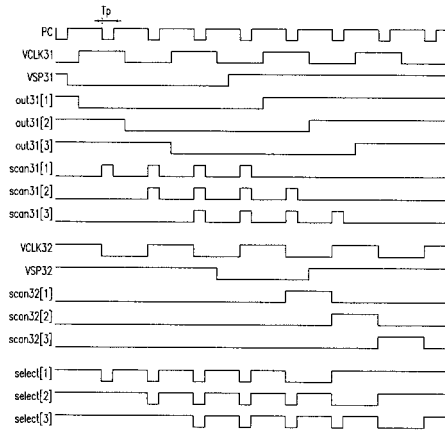 Tp
PC
VCLK31
VSP31
out31[1]
out31[2]
out31[3]
scan31[1]
scan31[2]
scan31[3]
VCLK32
VSP32
scan32[1]
scan32[2]
scan32[3]
select[1]
select[2]
select[3]